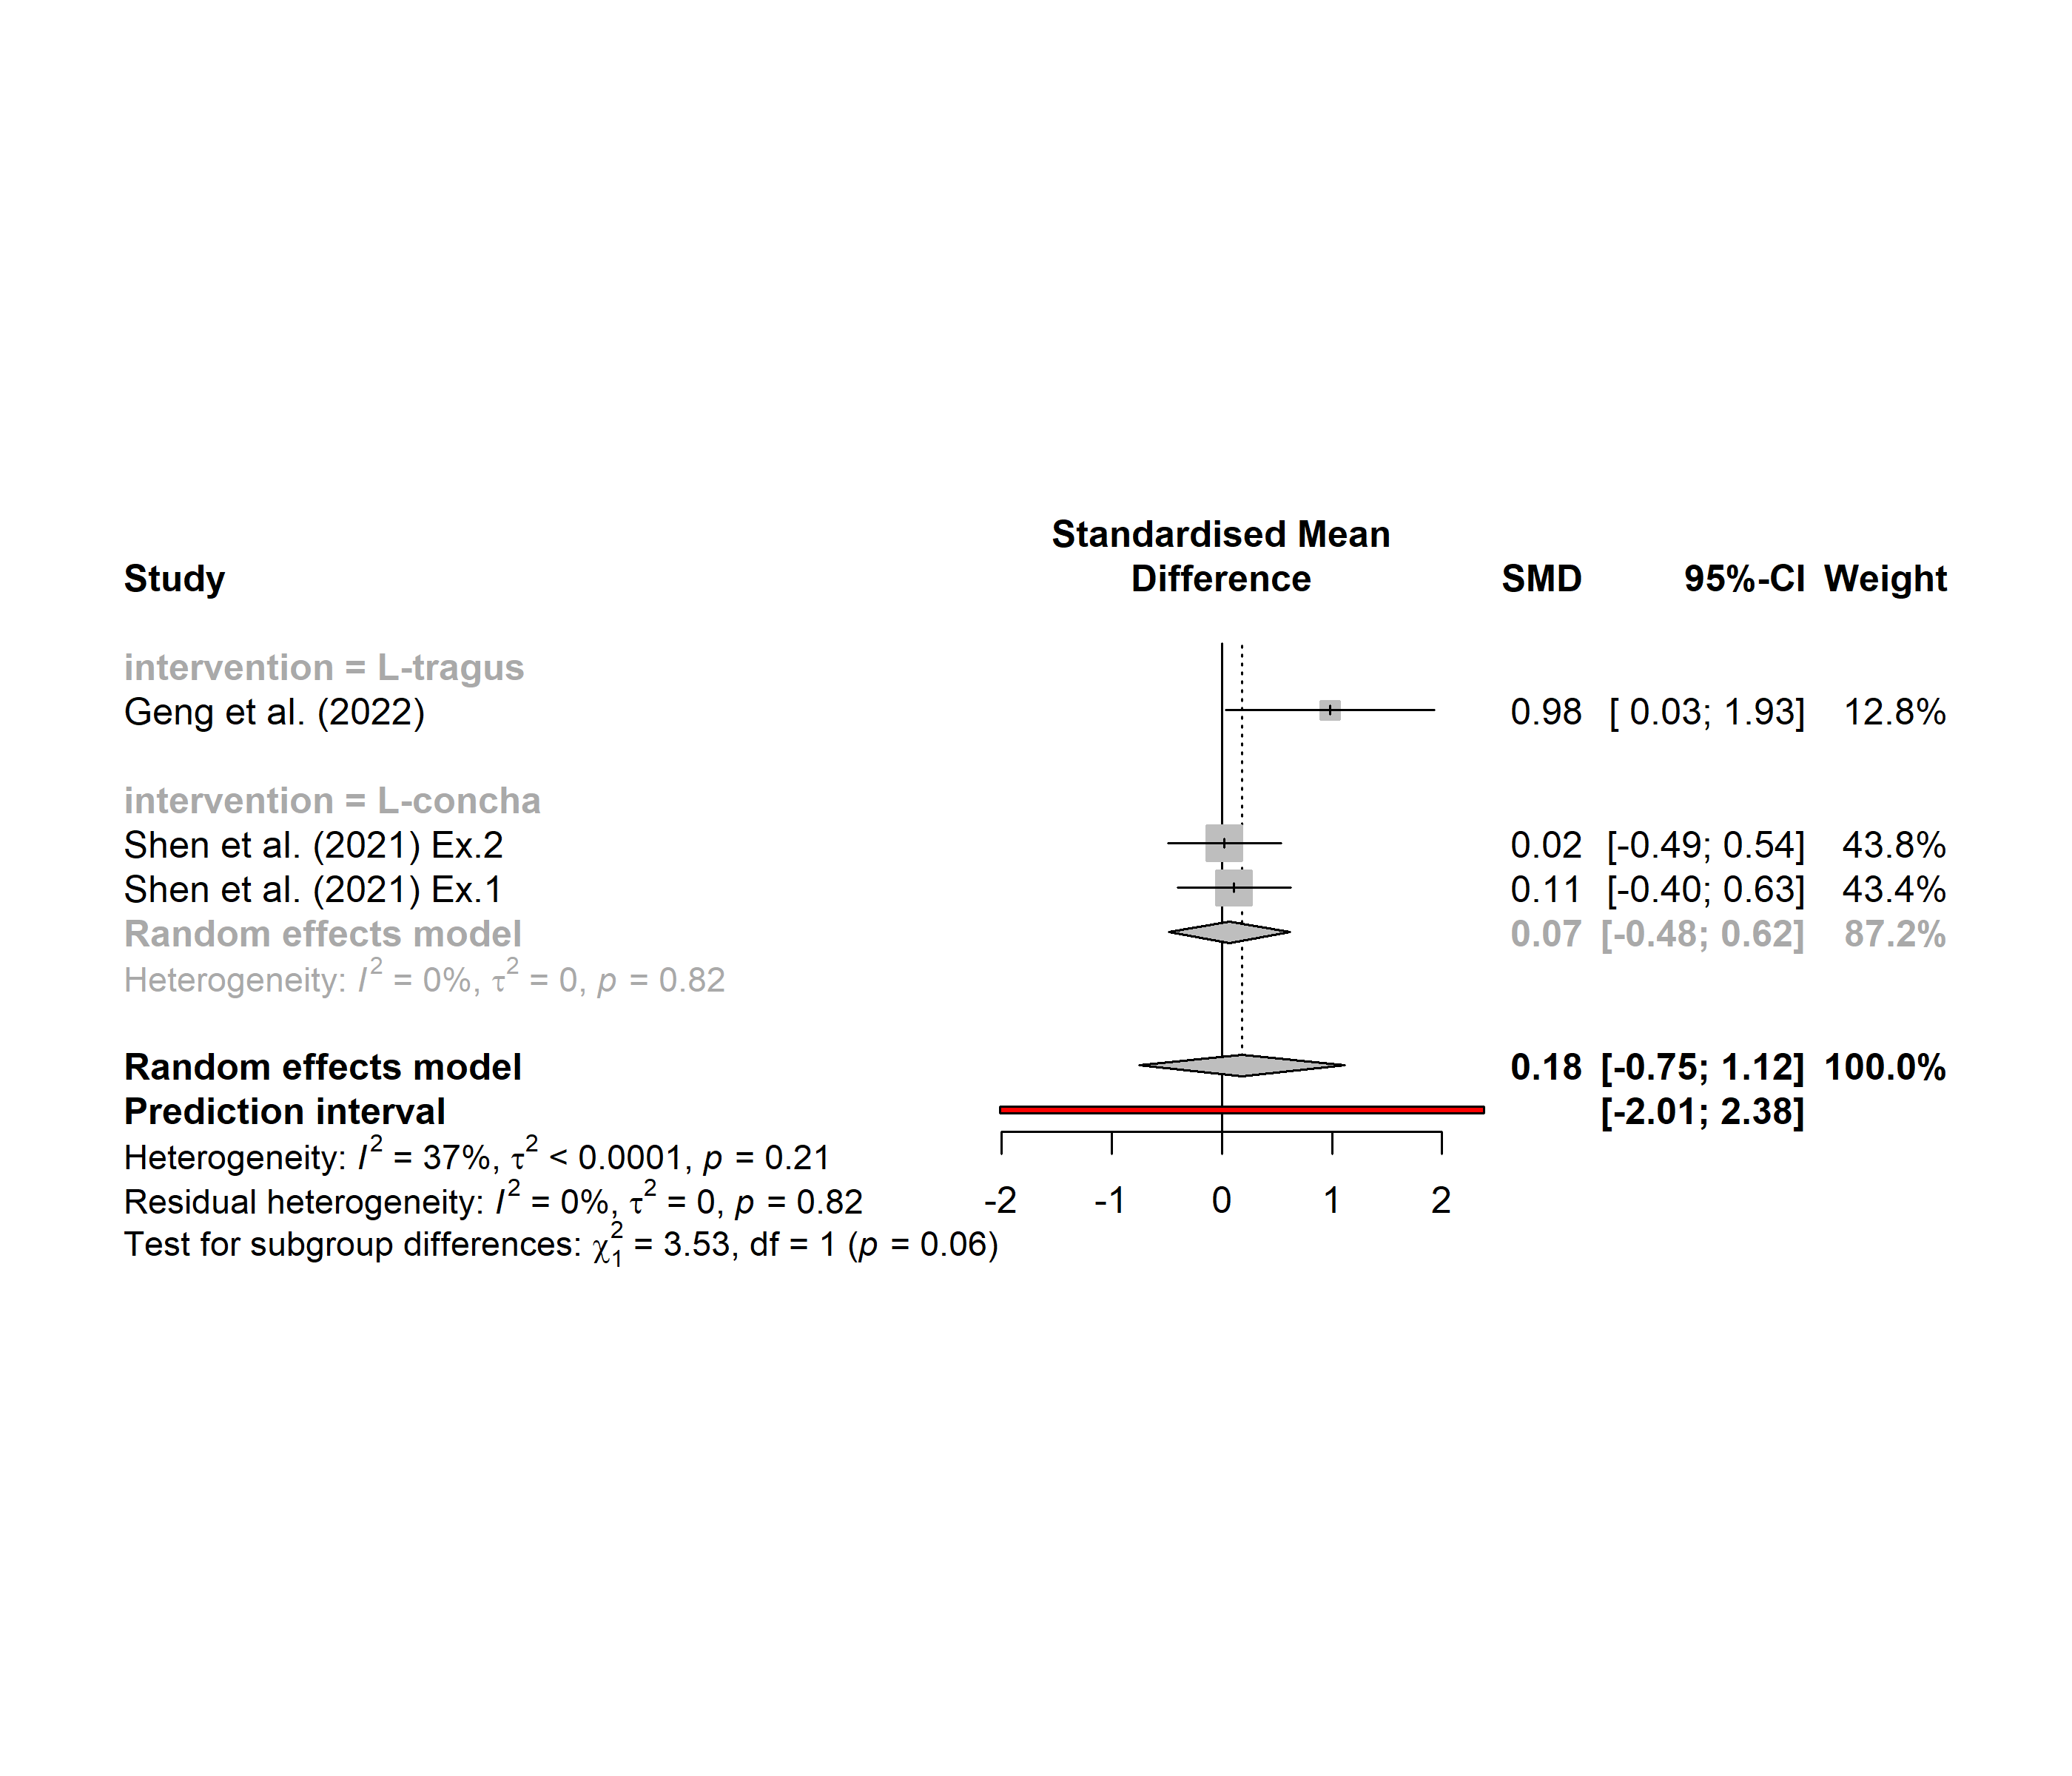 Standardised Mean
Study Difference SMD 95%-CI Weight
intervention = L-tragus
Geng et al. (2022) 0.98 [ 0.03; 1.93] 12.8%
intervention = L-concha
Shen et al. (2021) Ex.2 0.02 [-0.49; 0.54] 43.8%
Shen et al. (2021) Ex.1 0.11 [-0.40; 0.63] 43.4%
Random effects model 0.07 [-0.48; 0.62] 87.2%
Heterogeneity: I² = 0%, τ² = 0, p = 0.82
Random effects model 0.18 [-0.75; 1.12] 100.0%
Prediction interval [-2.01; 2.38]
Heterogeneity: I² = 37%, τ² < 0.0001, p = 0.21
Residual heterogeneity: I² = 0%, τ² = 0, p = 0.82 -2 -1 0 1 2
Test for subgroup differences: χ²₁ = 3.53, df = 1 (p = 0.06)